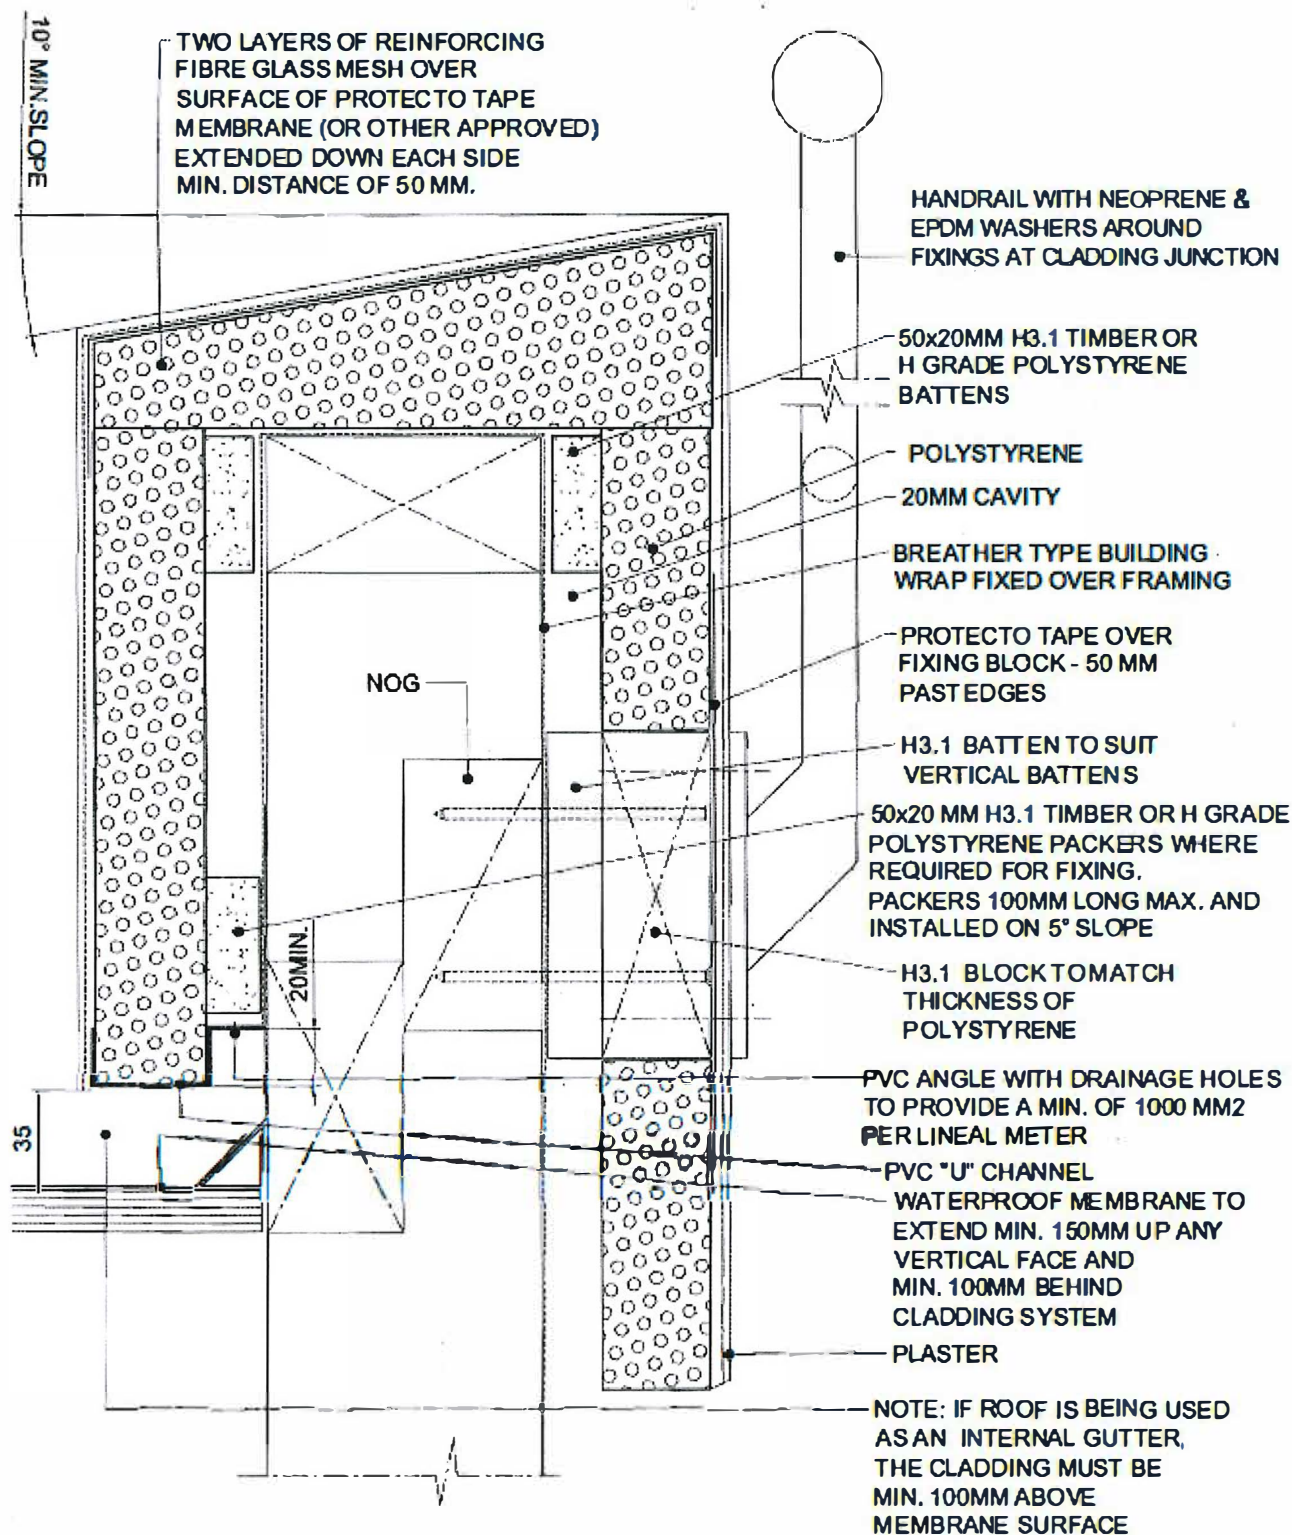 10° MIN.SLOPE
TWO LAYERS OF REINFORCING
FIBRE GLASS MESH OVER
SURFACE OF PROTECTO TAPE
MEMBRANE (OR OTHER APPROVED)
EXTENDED DOWN EACH SIDE
MIN. DISTANCE OF 50 MM.
HANDRAIL WITH NEOPRENE &
EPDM WASHERS AROUND
FIXINGS AT CLADDING JUNCTION
50x20MM H3.1 TIMBER OR
H GRADE POLYSTYRENE
BATTENS
POLYSTYRENE
20MM CAVITY
BREATHER TYPE BUILDING
WRAP FIXED OVER FRAMING
PROTECTO TAPE OVER
FIXING BLOCK - 50 MM
PAST EDGES
NOG
H3.1 BATTEN TO SUIT
VERTICAL BATTENS
50x20 MM H3.1 TIMBER OR H GRADE
POLYSTYRENE PACKERS WHERE
REQUIRED FOR FIXING.
PACKERS 100MM LONG MAX. AND
INSTALLED ON 5° SLOPE
20MIN.
H3.1 BLOCK TO MATCH
THICKNESS OF
POLYSTYRENE
PVC ANGLE WITH DRAINAGE HOLES
TO PROVIDE A MIN. OF 1000 MM2
PER LINEAL METER
35
PVC "U" CHANNEL
WATERPROOF MEMBRANE TO
EXTEND MIN. 150MM UP ANY
VERTICAL FACE AND
MIN. 100MM BEHIND
CLADDING SYSTEM
PLASTER
NOTE: IF ROOF IS BEING USED
AS AN INTERNAL GUTTER,
THE CLADDING MUST BE
MIN. 100MM ABOVE
MEMBRANE SURFACE